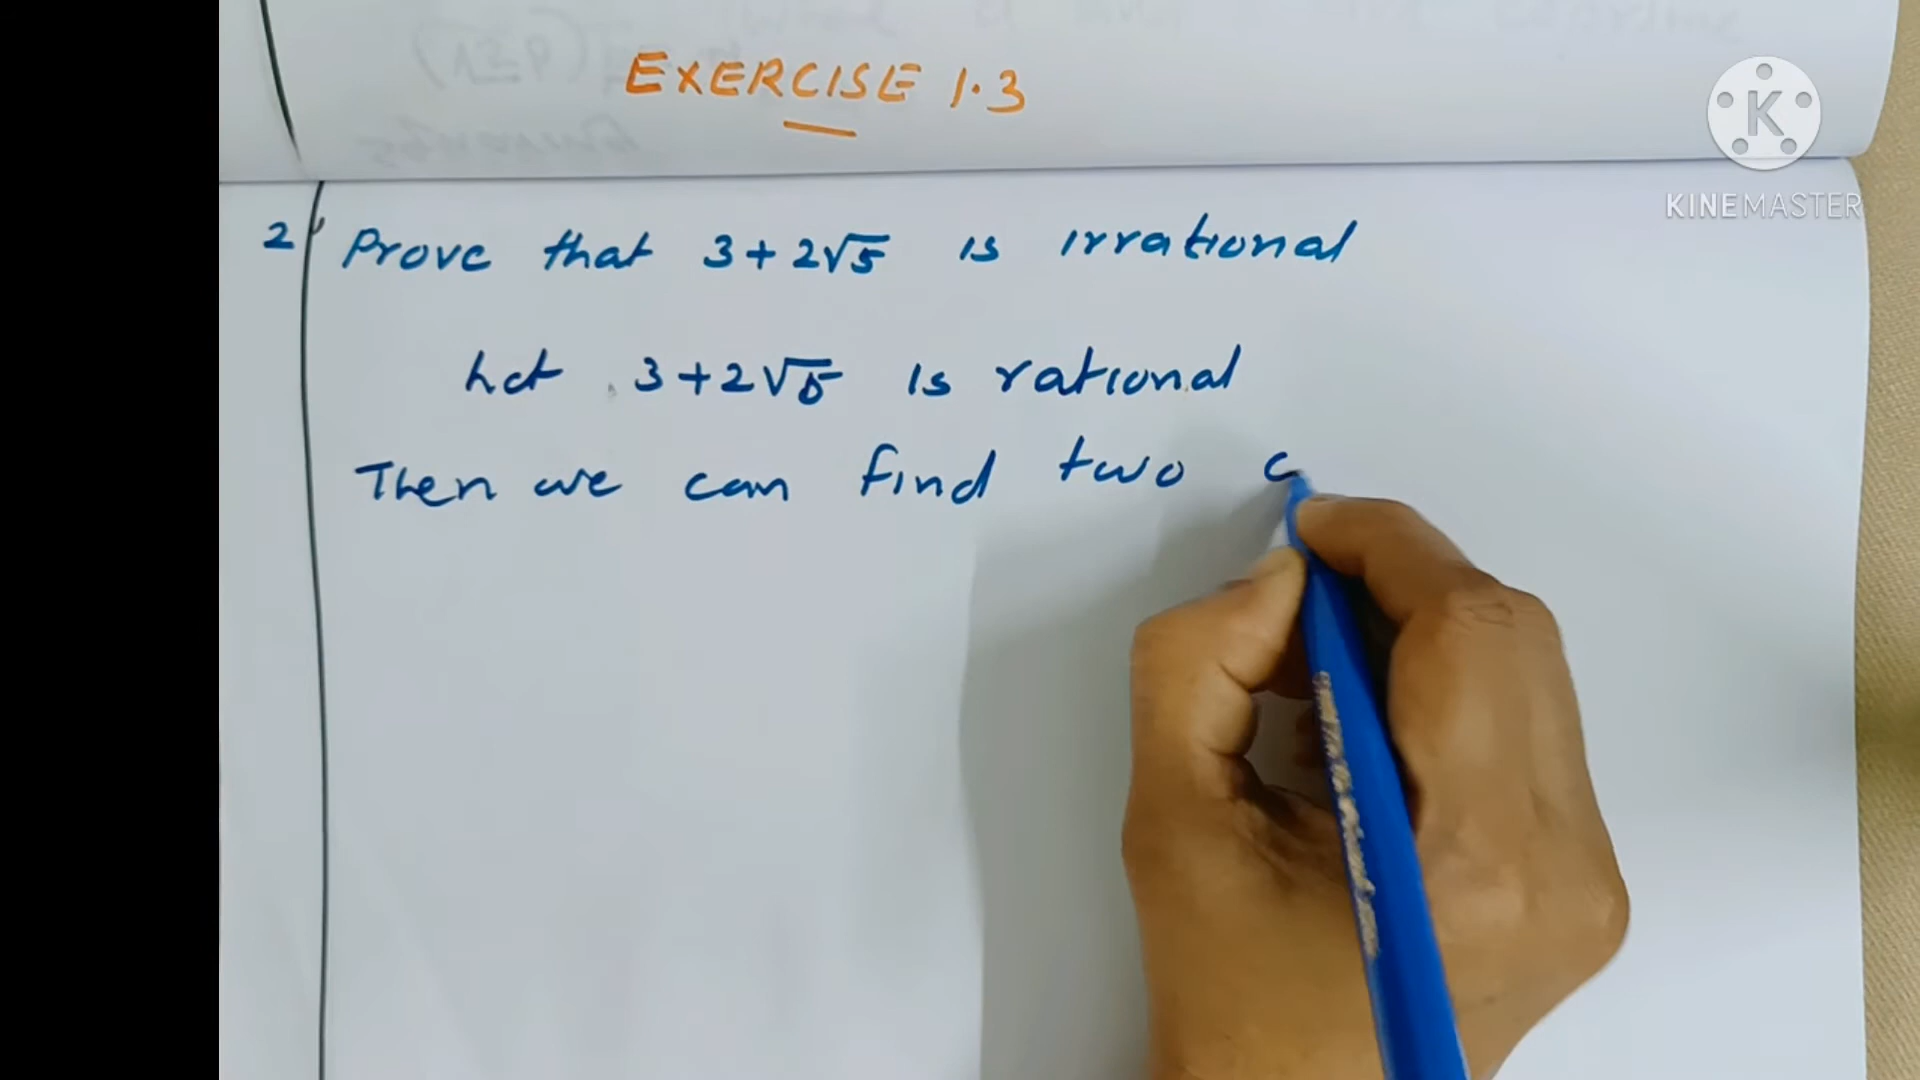 EXERCISE 1.3
KINEMASTER
2 Prove that 3+2√5 is irrational
Let 3+2√5 is rational
Then we can find two